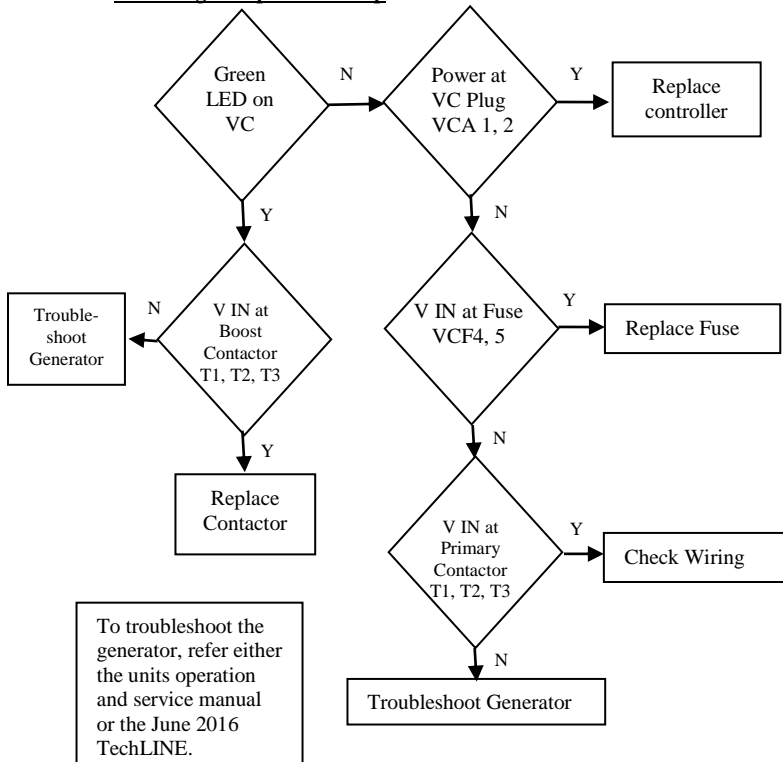 Green
LED on
VC
N
Power at
VC Plug
VCA 1, 2
Y
Replace
controller
Y
N
Trouble-
shoot
Generator
N
V IN at
Boost
Contactor
T1, T2, T3
V IN at Fuse
VCF4, 5
Y
Replace Fuse
Y
N
Replace
Contactor
V IN at
Primary
Contactor
T1, T2, T3
Y
Check Wiring
N
Troubleshoot Generator
To troubleshoot the
generator, refer either
the units operation
and service manual
or the June 2016
TechLINE.